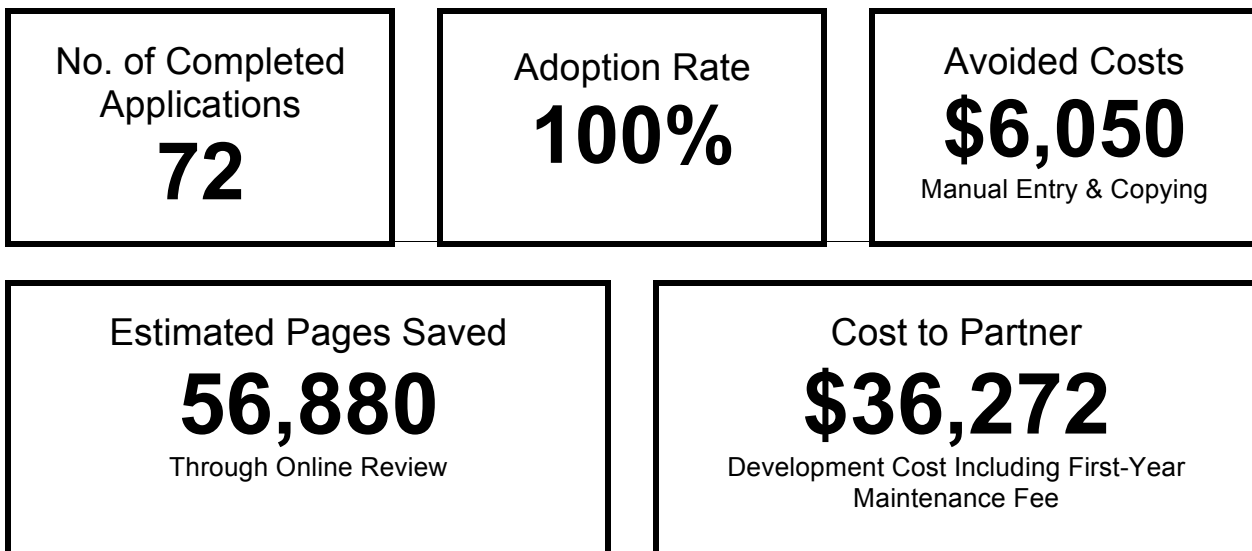 No. of Completed
Applications
72
Adoption Rate
100%
Avoided Costs
$6,050
Manual Entry & Copying
Estimated Pages Saved
56,880
Through Online Review
Cost to Partner
$36,272
Development Cost Including First-Year
Maintenance Fee